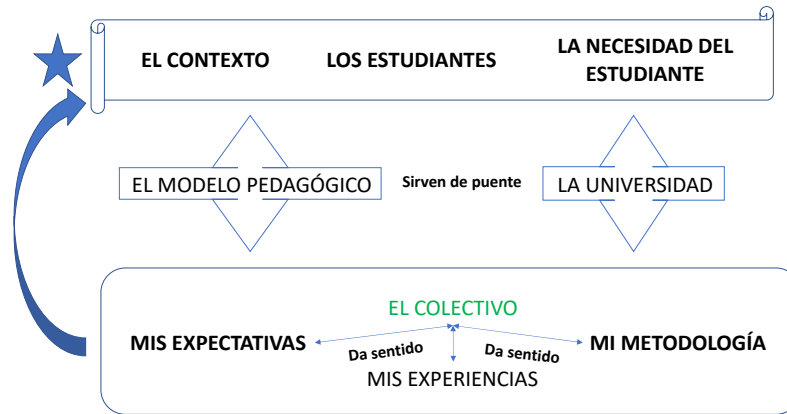 EL CONTEXTO
LOS ESTUDIANTES
LA NECESIDAD DEL
ESTUDIANTE
EL MODELO PEDAGÓGICO
Sirven de puente
LA UNIVERSIDAD
EL COLECTIVO
MIS EXPECTATIVAS
Da sentido
Da sentido
MI METODOLOGÍA
MIS EXPERIENCIAS